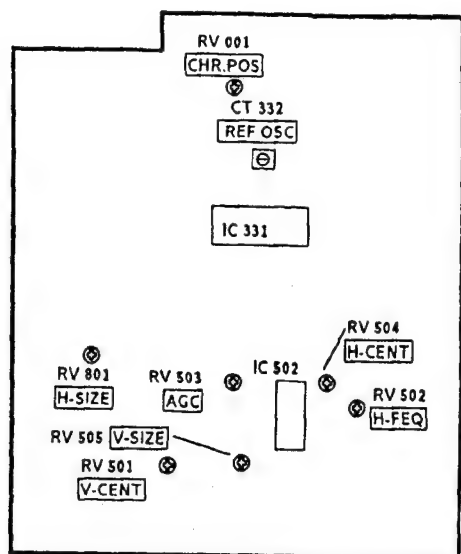 RV 001
CHR.POS
CT 332
REF OSC
IC 331
RV 504
H-CENT
RV 801
H-SIZE
RV 503
AGC
IC 502
RV 502
H-FEQ
RV 505 V-SIZE
RV 501
V-CENT